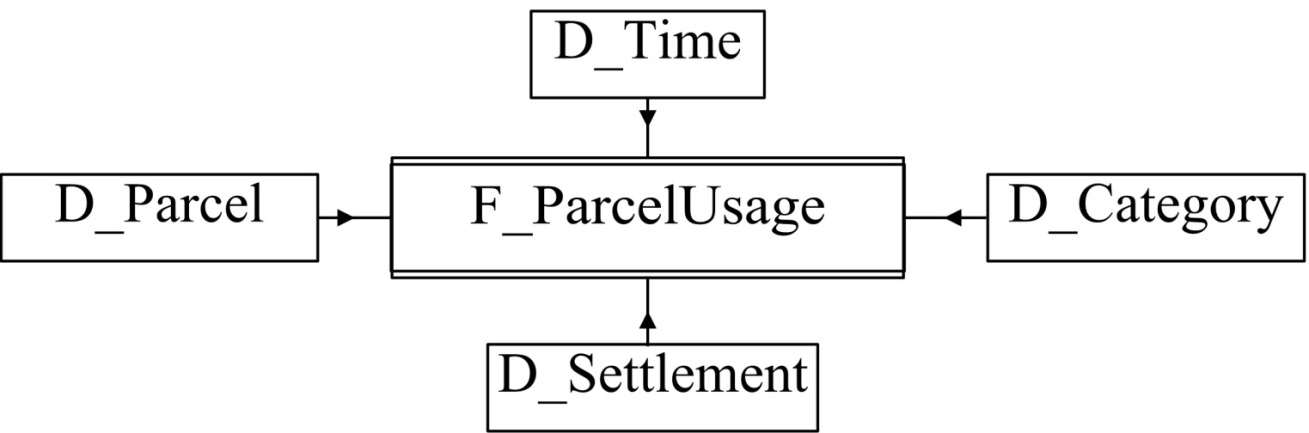 D_Time
D_Parcel
F_ParcelUsage
D_Category
D_Settlement